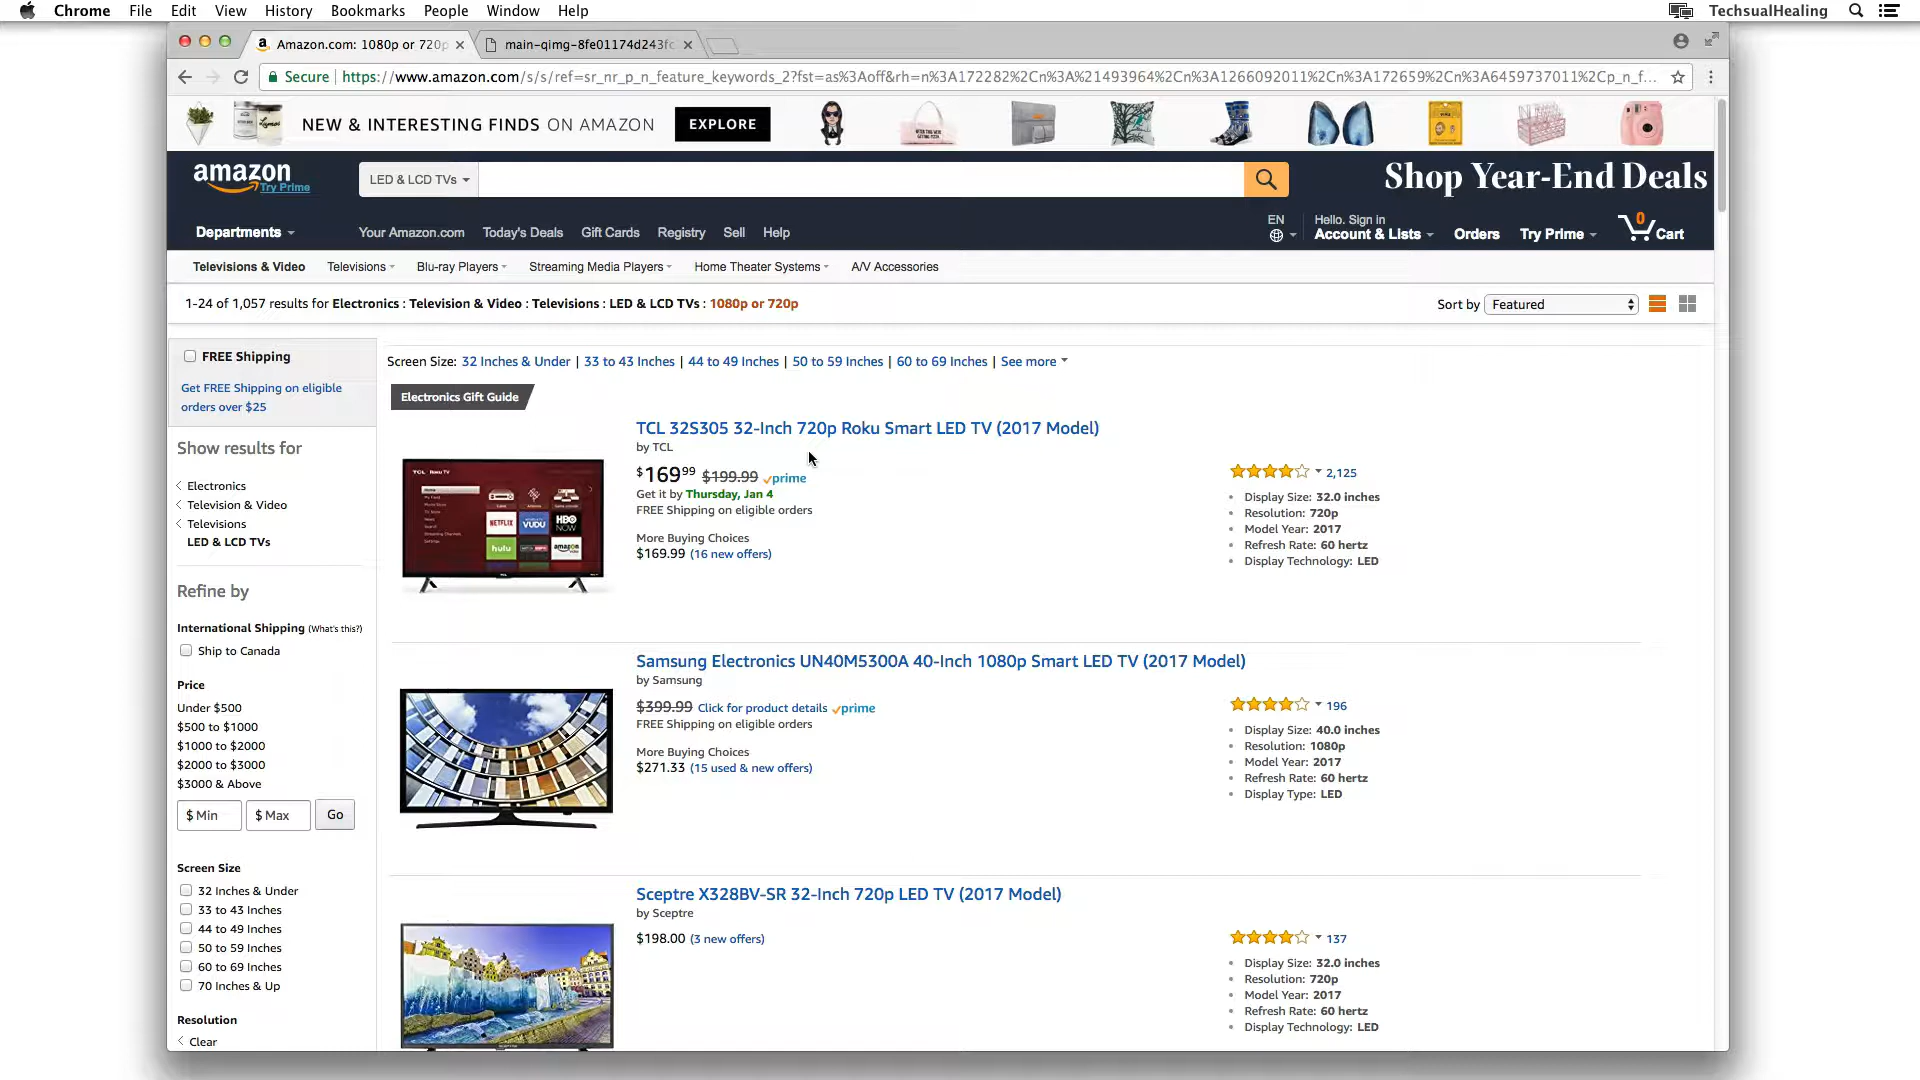 Chrome File Edit View History Bookmarks People Window Help TechsualHealing
Amazon.com: 1080p or 720p main-qimg-8fe01174d243fc
Secure https://www.amazon.com/s/s/ref=sr_nr_p_n_feature_keywords_2?fst=as%3Aoff&rh=n%3A172282%2Cn%3A%21493964%2Cn%3A1266092011%2Cn%3A172659%2Cn%3A6459737011%2Cp_n_f...
NEW & INTERESTING FINDS ON AMAZON EXPLORE
amazon Try Prime LED & LCD TVs Shop Year-End Deals
Departments Your Amazon.com Today's Deals Gift Cards Registry Sell Help EN Hello. Sign in Account & Lists Orders Try Prime 0 Cart
Televisions & Video Televisions Blu-ray Players Streaming Media Players Home Theater Systems A/V Accessories
1-24 of 1,057 results for Electronics : Television & Video : Televisions : LED & LCD TVs : 1080p or 720p Sort by Featured
FREE Shipping
Get FREE Shipping on eligible
orders over $25
Show results for
Electronics
Television & Video
Televisions
LED & LCD TVs
Refine by
International Shipping (What's this?)
Ship to Canada
Price
Under $500
$500 to $1000
$1000 to $2000
$2000 to $3000
$3000 & Above
$ Min $ Max Go
Screen Size
32 Inches & Under
33 to 43 Inches
44 to 49 Inches
50 to 59 Inches
60 to 69 Inches
70 Inches & Up
Resolution
Clear
Screen Size: 32 Inches & Under | 33 to 43 Inches | 44 to 49 Inches | 50 to 59 Inches | 60 to 69 Inches | See more
Electronics Gift Guide
TCL 32S305 32-Inch 720p Roku Smart LED TV (2017 Model)
by TCL
$169 99 $199.99 prime
Get it by Thursday, Jan 4
FREE Shipping on eligible orders
More Buying Choices
$169.99 (16 new offers)
2,125
Display Size: 32.0 inches
Resolution: 720p
Model Year: 2017
Refresh Rate: 60 hertz
Display Technology: LED
TCL Roku TV
NETFLIX VUDU HBO NOW
hulu amazon
Samsung Electronics UN40M5300A 40-Inch 1080p Smart LED TV (2017 Model)
by Samsung
$399.99 Click for product details prime
FREE Shipping on eligible orders
More Buying Choices
$271.33 (15 used & new offers)
196
Display Size: 40.0 inches
Resolution: 1080p
Model Year: 2017
Refresh Rate: 60 hertz
Display Type: LED
Sceptre X328BV-SR 32-Inch 720p LED TV (2017 Model)
by Sceptre
$198.00 (3 new offers)
137
Display Size: 32.0 inches
Resolution: 720p
Model Year: 2017
Refresh Rate: 60 hertz
Display Technology: LED